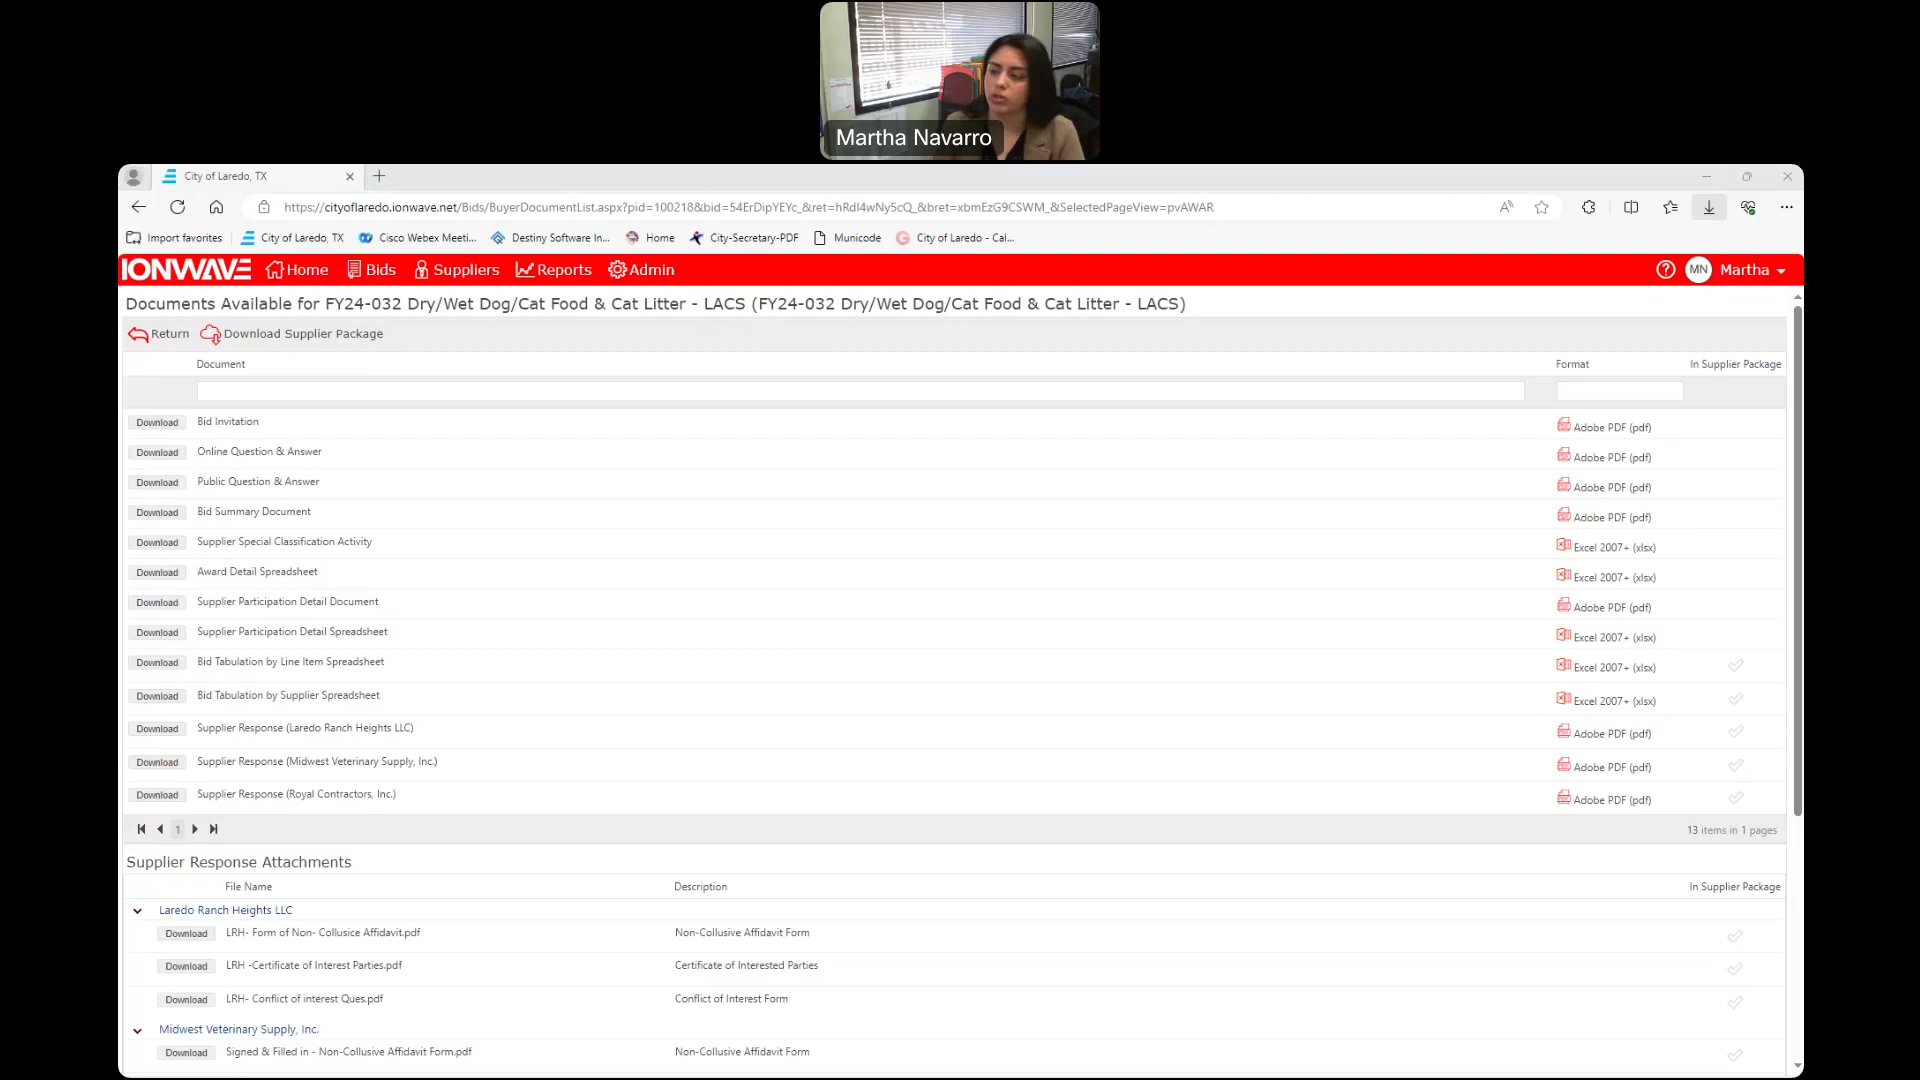 Martha Navarro
City of Laredo, TX
https://cityoflaredo.ionwave.net/Bids/BuyerDocumentList.aspx?pid=100218&bid=54ErDipYEYc_&ret=hRdI4wNy5cQ_&bret=xbmEzG9CSWM_&SelectedPageView=pvAWAR
Import favorites City of Laredo, TX Cisco Webex Meeti... Destiny Software In... Home City-Secretary-PDF Municode City of Laredo - Cal...
IONWAVE Home Bids Suppliers Reports Admin ? MN Martha
Documents Available for FY24-032 Dry/Wet Dog/Cat Food & Cat Litter - LACS (FY24-032 Dry/Wet Dog/Cat Food & Cat Litter - LACS)
Return Download Supplier Package
Document Format In Supplier Package
Download Bid Invitation Adobe PDF (pdf)
Download Online Question & Answer Adobe PDF (pdf)
Download Public Question & Answer Adobe PDF (pdf)
Download Bid Summary Document Adobe PDF (pdf)
Download Supplier Special Classification Activity Excel 2007+ (xlsx)
Download Award Detail Spreadsheet Excel 2007+ (xlsx)
Download Supplier Participation Detail Document Adobe PDF (pdf)
Download Supplier Participation Detail Spreadsheet Excel 2007+ (xlsx)
Download Bid Tabulation by Line Item Spreadsheet Excel 2007+ (xlsx)
Download Bid Tabulation by Supplier Spreadsheet Excel 2007+ (xlsx)
Download Supplier Response (Laredo Ranch Heights LLC) Adobe PDF (pdf)
Download Supplier Response (Midwest Veterinary Supply, Inc.) Adobe PDF (pdf)
Download Supplier Response (Royal Contractors, Inc.) Adobe PDF (pdf)
1 13 items in 1 pages
Supplier Response Attachments
File Name Description In Supplier Package
Laredo Ranch Heights LLC
Download LRH- Form of Non- Collusice Affidavit.pdf Non-Collusive Affidavit Form
Download LRH -Certificate of Interest Parties.pdf Certificate of Interested Parties
Download LRH- Conflict of interest Ques.pdf Conflict of Interest Form
Midwest Veterinary Supply, Inc.
Download Signed & Filled in - Non-Collusive Affidavit Form.pdf Non-Collusive Affidavit Form